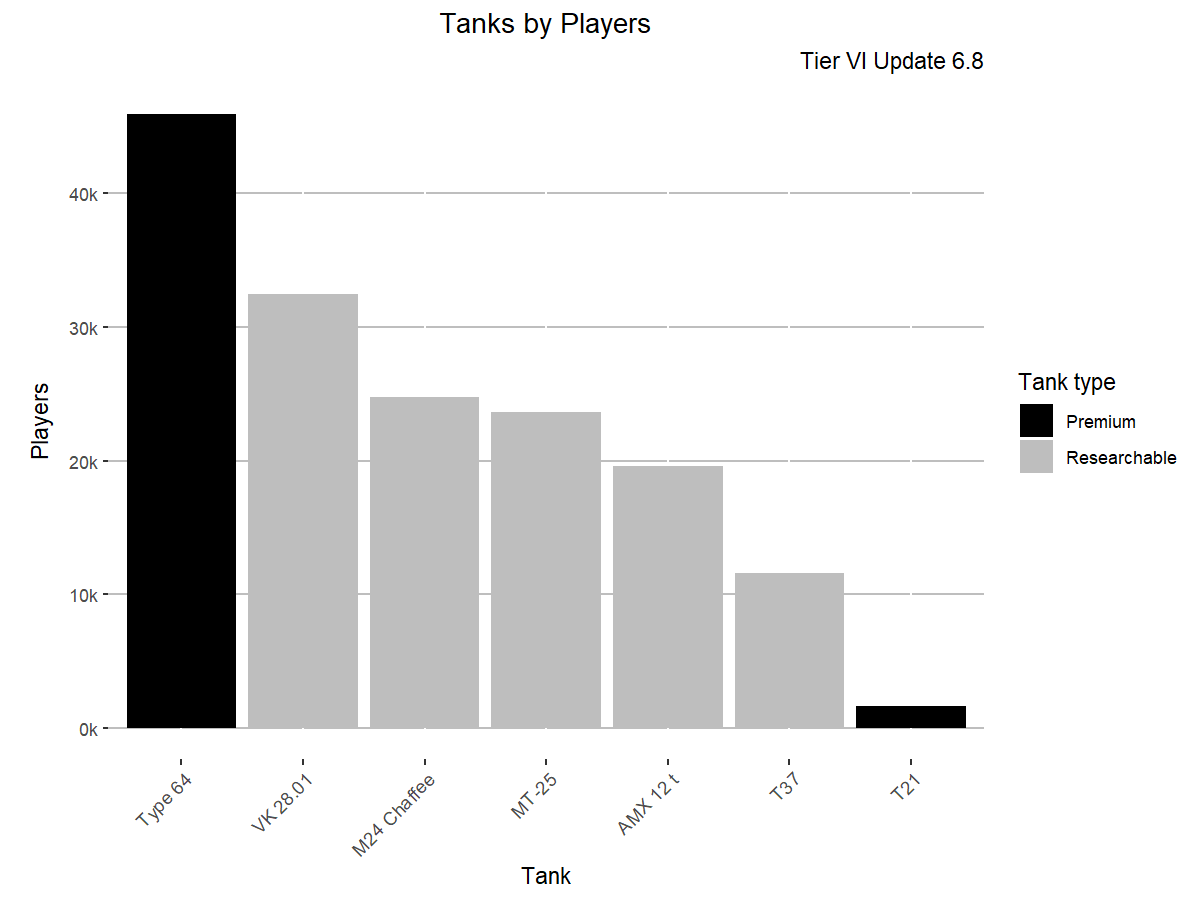 Tanks by Players
Tier VI Update 6.8
Players
40k
30k
20k
10k
0k
Type 64
VK 28.01
M24 Chaffee
MT-25
AMX 12 t
T37
T21
Tank
Tank type
Premium
Researchable